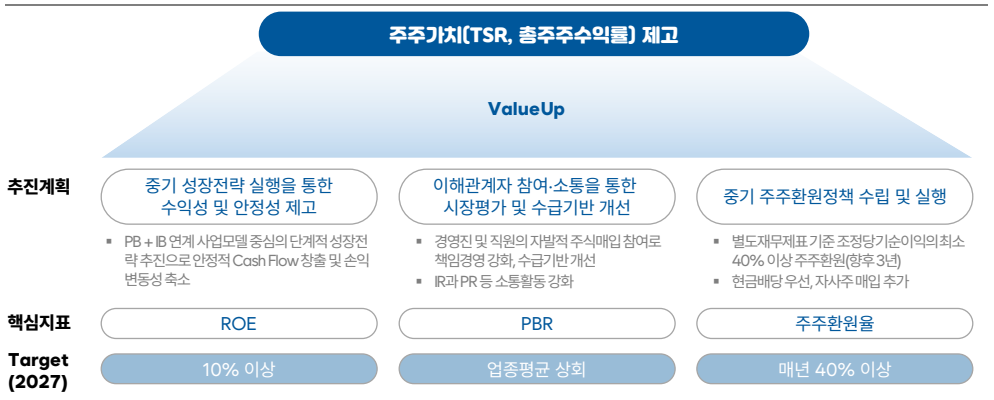 주주가치(TSR, 총주주수익률) 제고
ValueUp
추진계획
중기 성장전략 실행을 통한
수익성 및 안정성 제고
▪ PB + IB 연계 사업모델 중심의 단계적 성장전
략 추진으로 안정적 Cash Flow 창출 및 손익
변동성 축소
이해관계자 참여·소통을 통한
시장평가 및 수급기반 개선
▪ 경영진 및 직원의 자발적 주식매입 참여로
책임경영 강화, 수급기반 개선
▪ IR과 PR 등 소통활동 강화
중기 주주환원정책 수립 및 실행
▪ 별도재무제표 기준 조정당기순이익의 최소
40% 이상 주주환원(향후 3년)
▪ 현금배당 우선, 자사주 매입 추가
핵심지표
ROE
PBR
주주환원율
Target
(2027)
10% 이상
업종평균 상회
매년 40% 이상